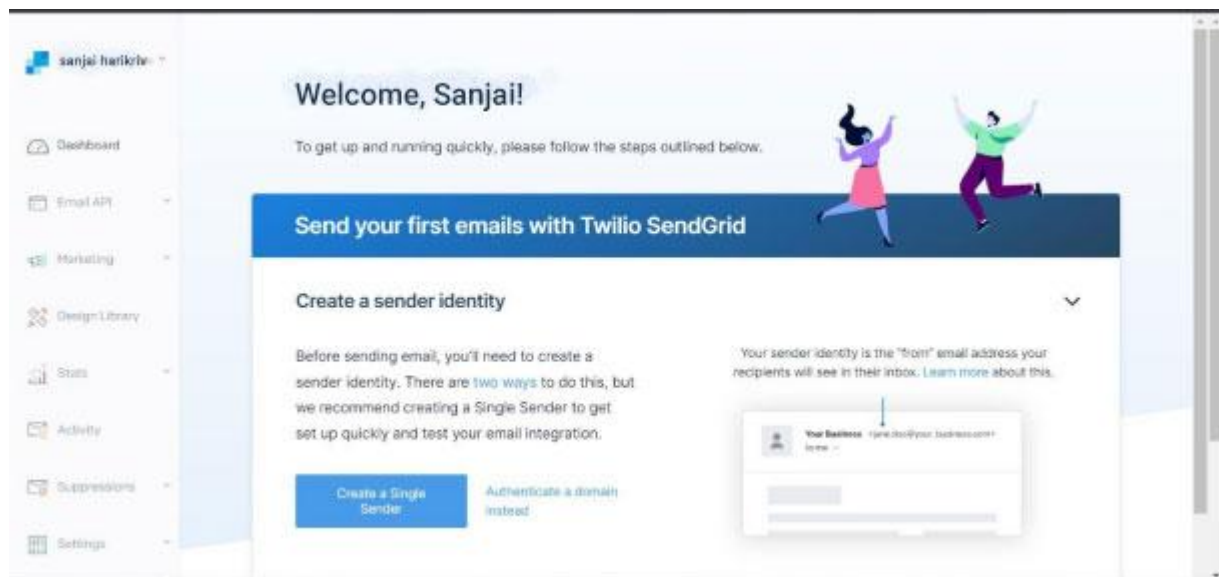 sanjai harikriv
Dashboard
Email API
Marketing
Design Library
Stats
Activity
Suppressions
Settings
Welcome, Sanjai!
To get up and running quickly, please follow the steps outlined below.
Send your first emails with Twilio SendGrid
Create a sender identity
Before sending email, you'll need to create a
sender identity. There are two ways to do this, but
we recommend creating a Single Sender to get
set up quickly and test your email integration.
Create a Single
Sender
Authenticate a domain
instead
Your sender identity is the "from" email address your
recipients will see in their inbox. Learn more about this.
Your Business
to me